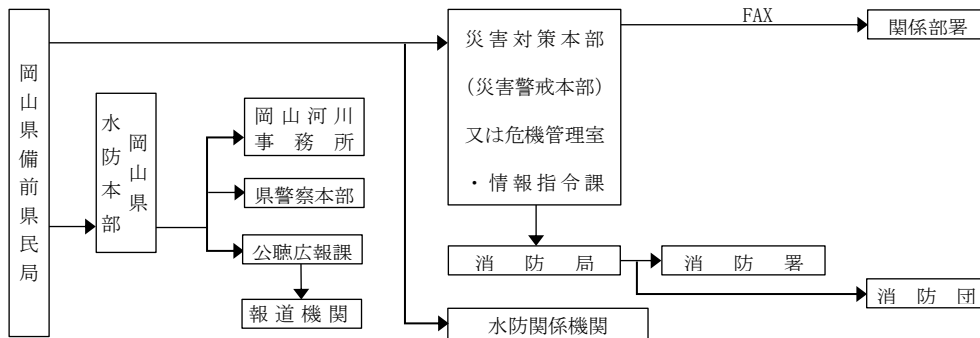 岡山県備前県民局
岡山県
水防本部
岡山河川
事務所
県警察本部
公聴広報課
報道機関
災害対策本部
（災害警戒本部）
又は危機管理室
・情報指令課
FAX
関係部署
消防局
消防署
消防団
水防関係機関